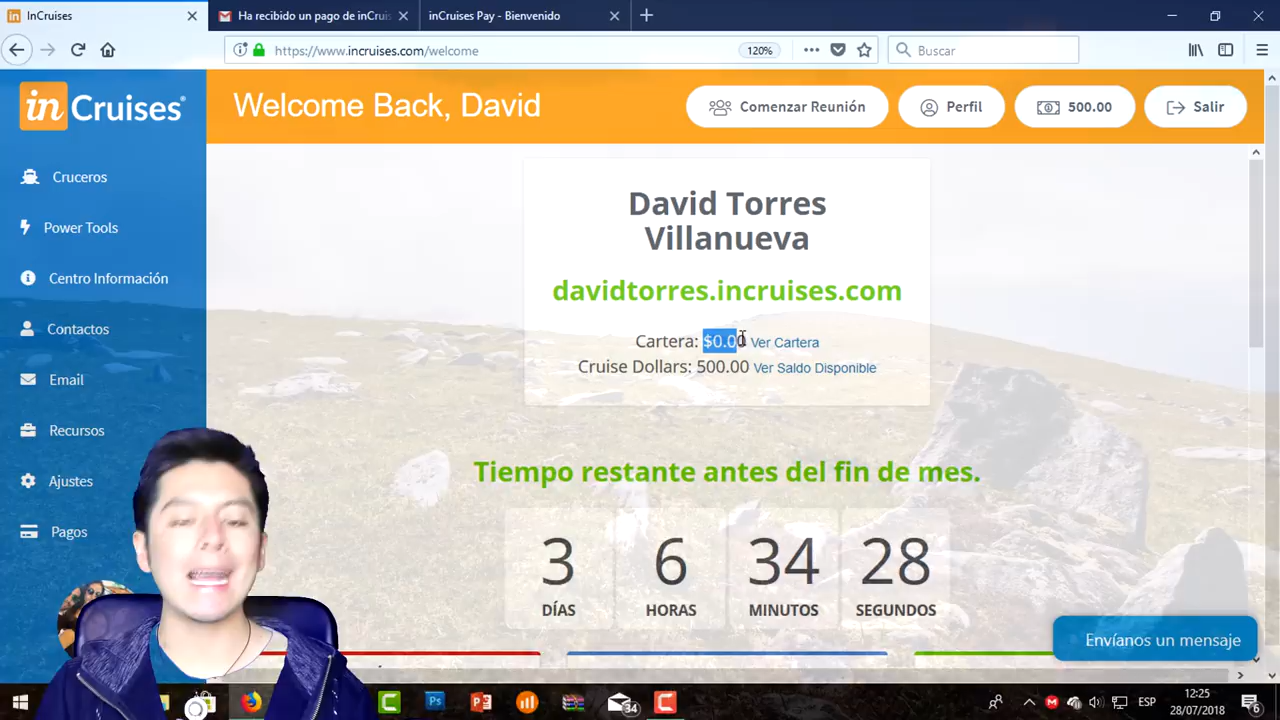 InCruises
Ha recibido un pago de inCruis
inCruises Pay - Bienvenido
https://www.incruises.com/welcome
120%
Buscar
inCruises®
Welcome Back, David
Comenzar Reunión
Perfil
500.00
Salir
Cruceros
Power Tools
Centro Información
Contactos
Email
Recursos
Ajustes
Pagos
David Torres
Villanueva
davidtorres.incruises.com
Cartera: $0.00 Ver Cartera
Cruise Dollars: 500.00 Ver Saldo Disponible
Tiempo restante antes del fin de mes.
3 6 34 28
DÍAS HORAS MINUTOS SEGUNDOS
Envíanos un mensaje
Ps
34
ESP
12:25
28/07/2018
6